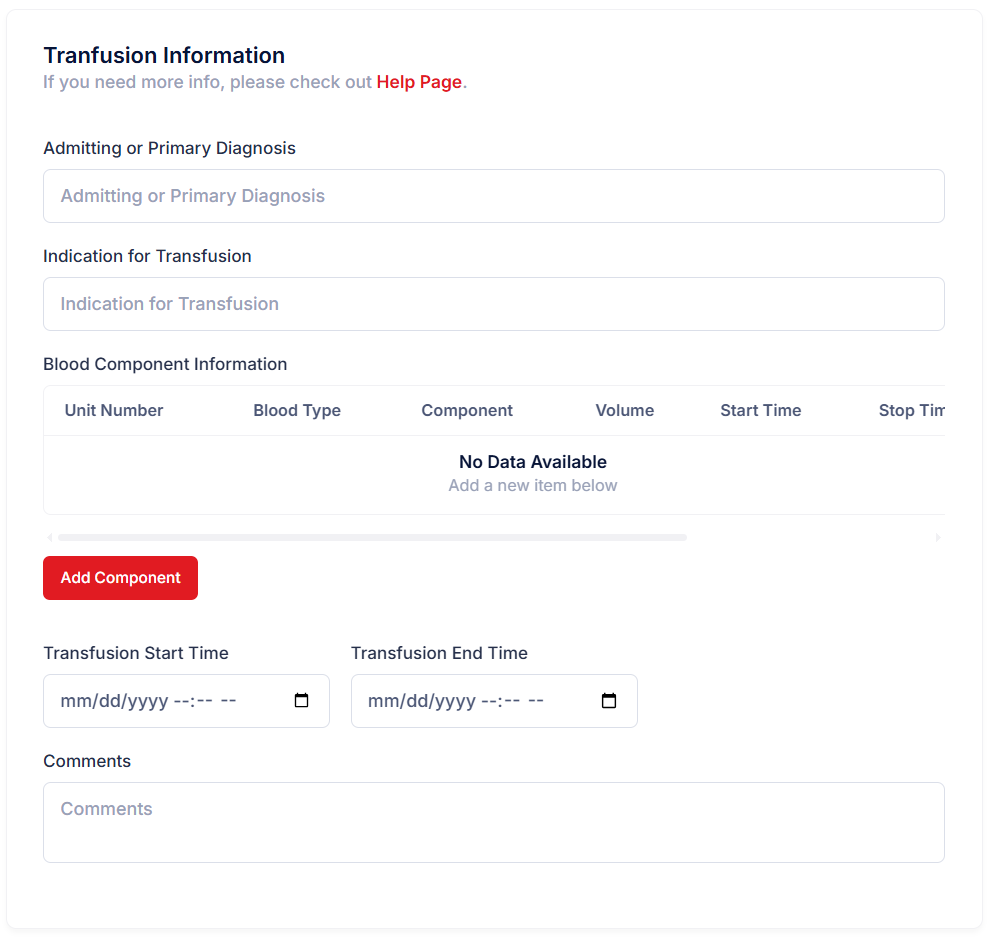 Tranfusion Information
If you need more info, please check out Help Page.
Admitting or Primary Diagnosis
Admitting or Primary Diagnosis
Indication for Transfusion
Indication for Transfusion
Blood Component Information
Unit Number Blood Type Component Volume Start Time Stop Tim
No Data Available
Add a new item below
Add Component
Transfusion Start Time Transfusion End Time
mm/dd/yyyy --:-- -- mm/dd/yyyy --:-- --
Comments
Comments